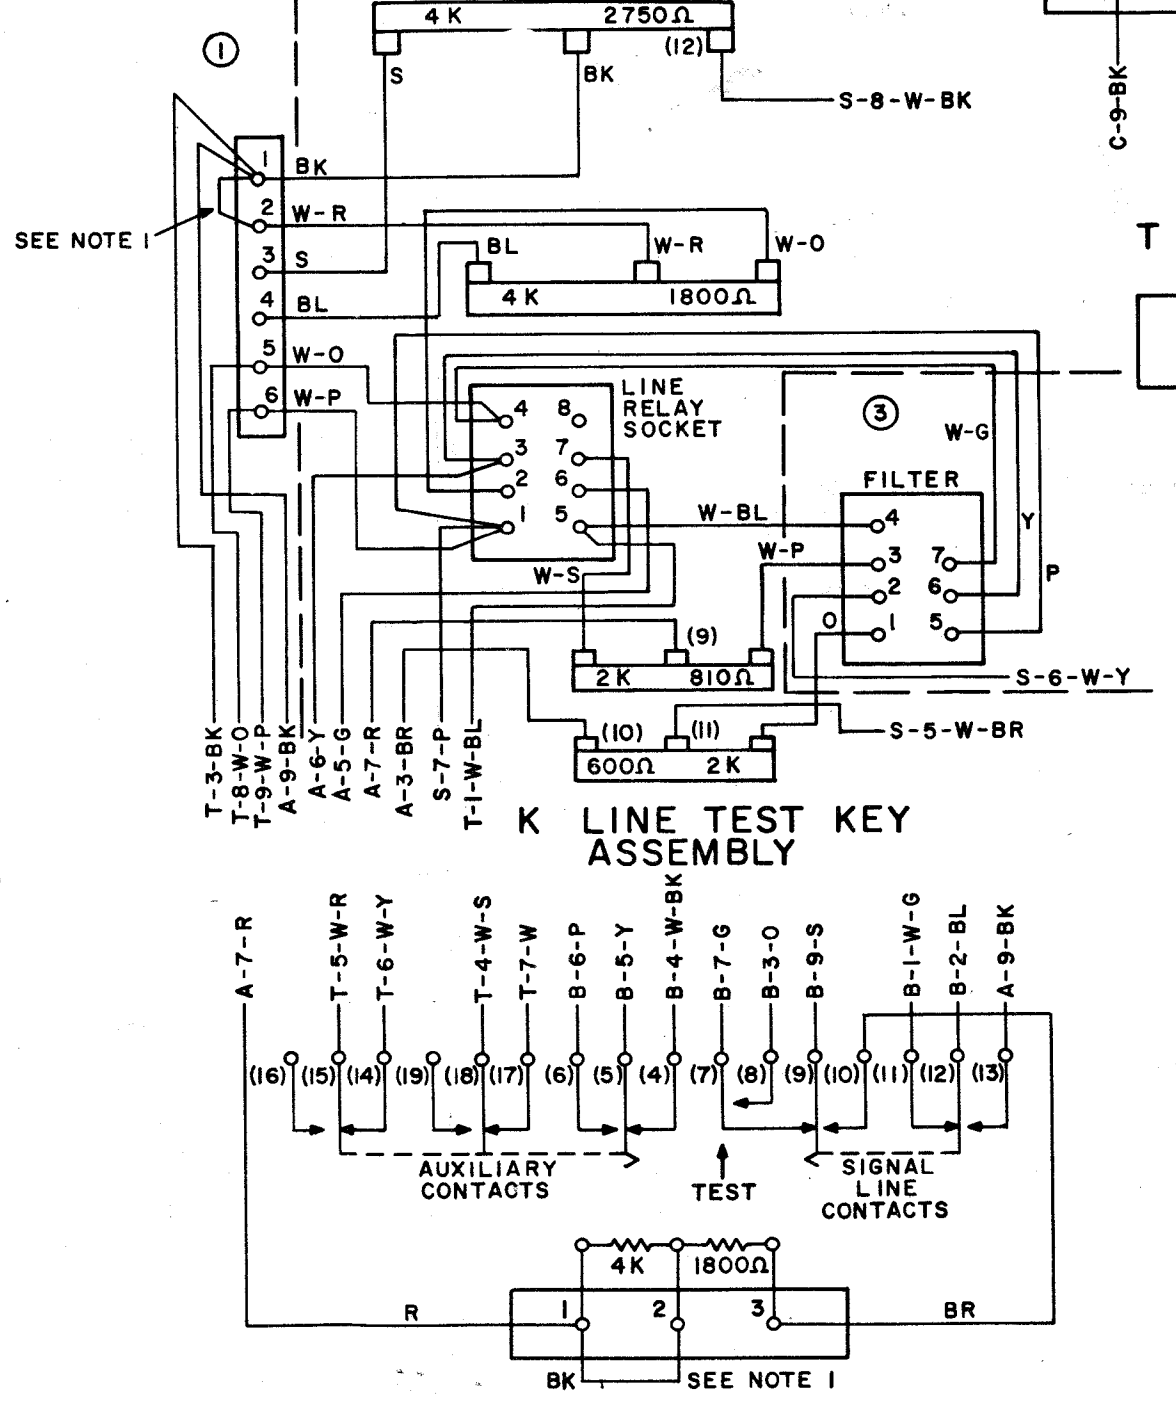 4K 2750Ω
(12)
1
S
BK
S-8-W-BK
C-9-BK
1
BK
2
W-R
SEE NOTE 1
3
S
4
BL
5
W-O
6
W-P
BL
W-R
W-O
4K 1800Ω
T
LINE
RELAY
SOCKET
4 8
3 7
2 6
1 5
3
W-G
FILTER
4
3 7
2 6
1 5
Y
P
W-BL
W-P
W-S
O
(9)
2K 810Ω
S-6-W-Y
(10) (11)
600Ω 2K
S-5-W-BR
T-3-BK
T-8-W-O
T-9-W-P
A-9-BK
A-6-Y
A-5-G
A-7-R
A-3-BR
S-7-P
T-1-W-BL
K LINE TEST KEY
ASSEMBLY
A-7-R
T-5-W-R
T-6-W-Y
T-4-W-S
T-7-W
B-6-P
B-5-Y
B-4-W-BK
B-7-G
B-3-O
B-9-S
B-1-W-G
B-2-BL
A-9-BK
(16) (15) (14) (19) (18) (17) (6) (5) (4) (7) (8) (9) (10) (11) (12) (13)
AUXILIARY
CONTACTS
TEST
SIGNAL
LINE
CONTACTS
4K 1800Ω
1 2 3
R
BR
BK
SEE NOTE 1